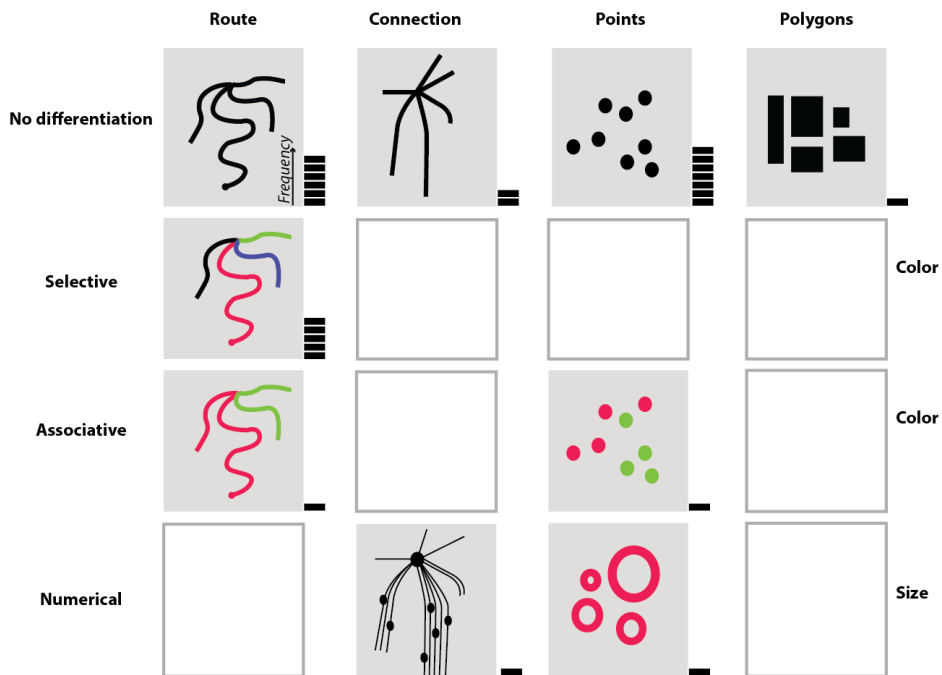 Route
Connection
Points
Polygons
No differentiation
Frequency
Selective
Color
Associative
Color
Numerical
Size